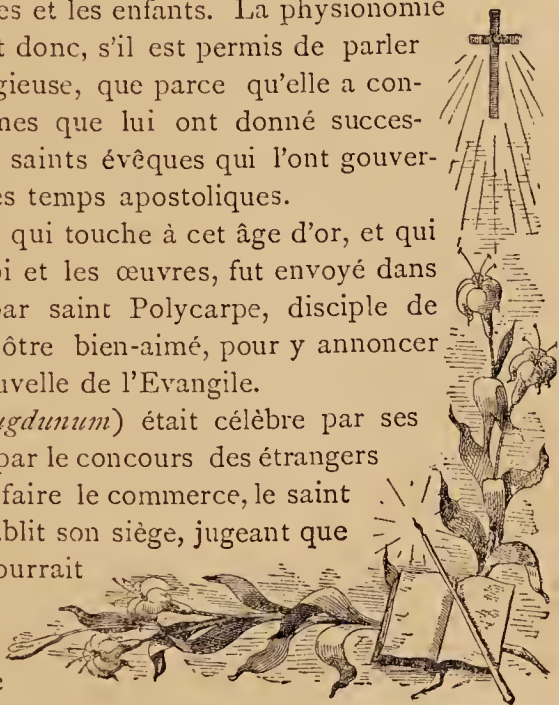 es et les enfants. La physionomie
t donc, s'il est permis de parler
gieuse, que parce qu'elle a con-
mes que lui ont donné succes-
saints évêques qui l'ont gouver-
es temps apostoliques.
qui touche à cet âge d'or, et qui
oi et les œuvres, fut envoyé dans
par saint Polycarpe, disciple de
ôtre bien-aimé, pour y annoncer
uvelle de l'Evangile.
ugdunum) était célèbre par ses
par le concours des étrangers
faire le commerce, le saint
ablit son siège, jugeant que
ourrait
e